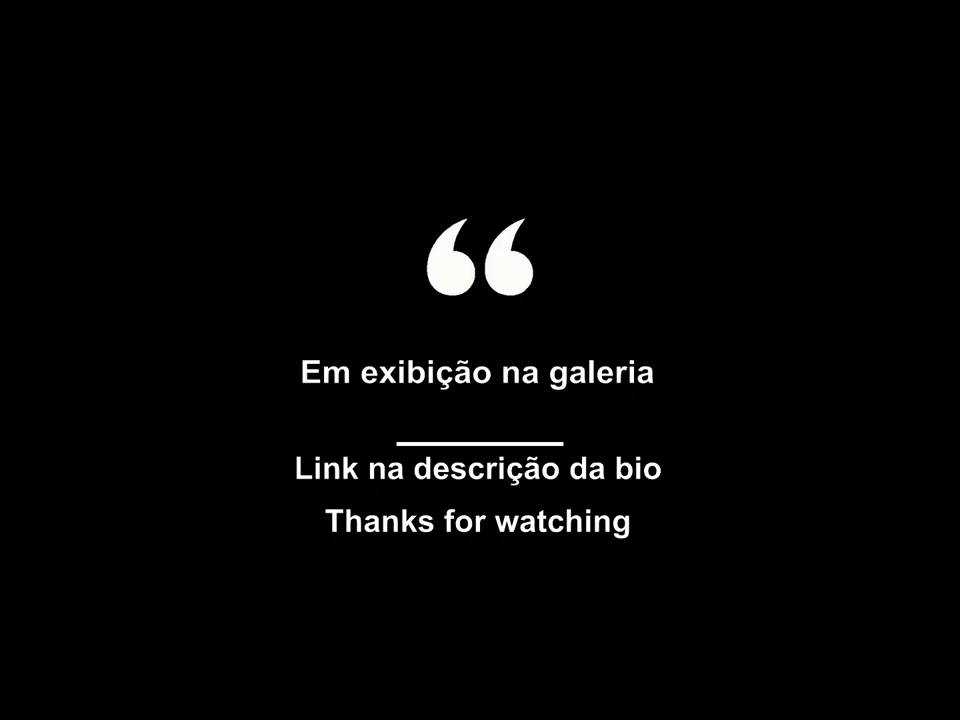 “
Em exibição na galeria
Link na descrição da bio
Thanks for watching